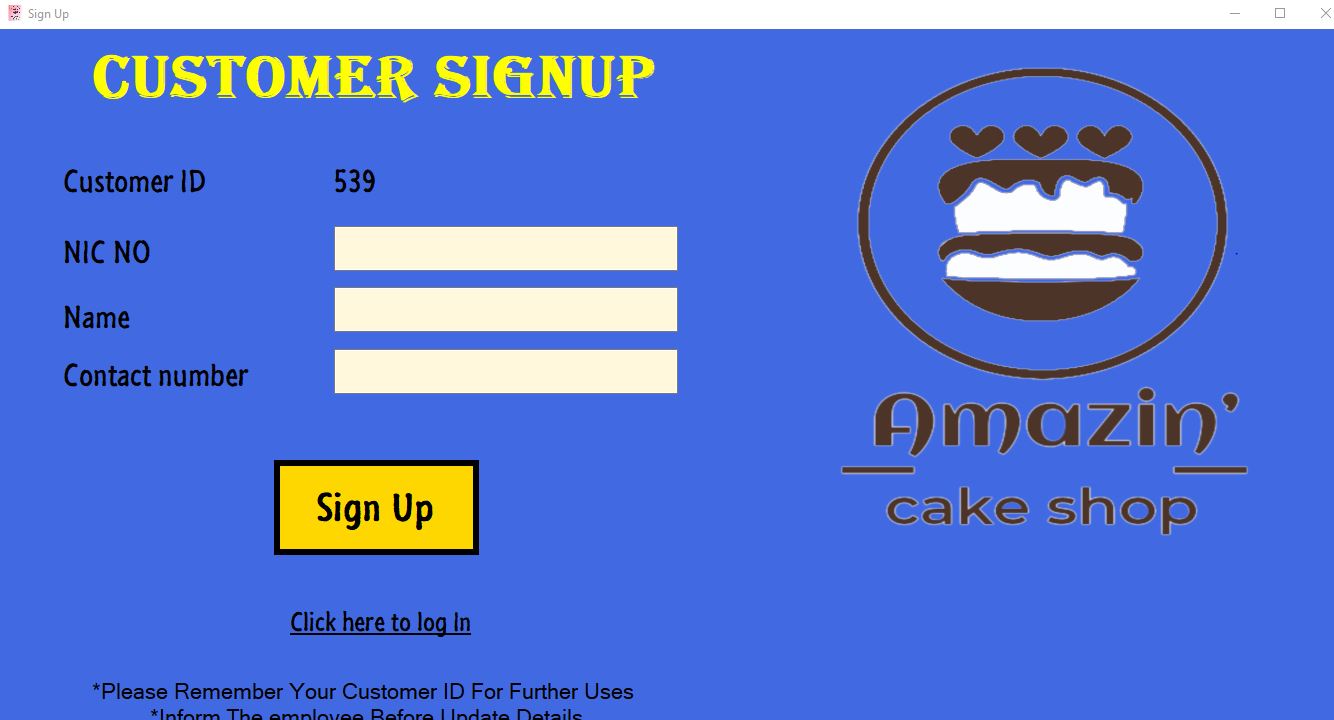 Sign Up
CUSTOMER SIGNUP
Customer ID 539
NIC NO
Name
Contact number
Sign Up
Click here to log In
*Please Remember Your Customer ID For Further Uses
*Inform The employee Before Update Details
Amazin'
cake shop